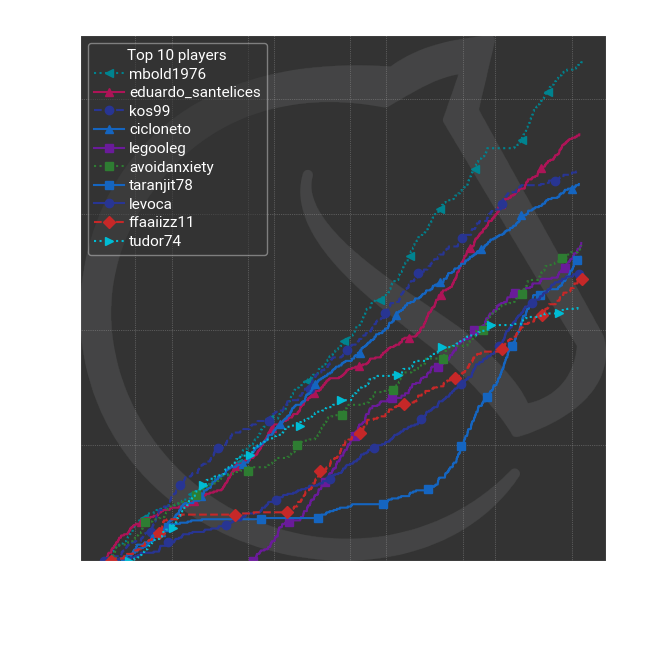 Top 10 players
mbold1976
eduardo_santelices
kos99
cicloneto
legooleg
avoidanxiety
taranjit78
levoca
ffaaiizz11
tudor74